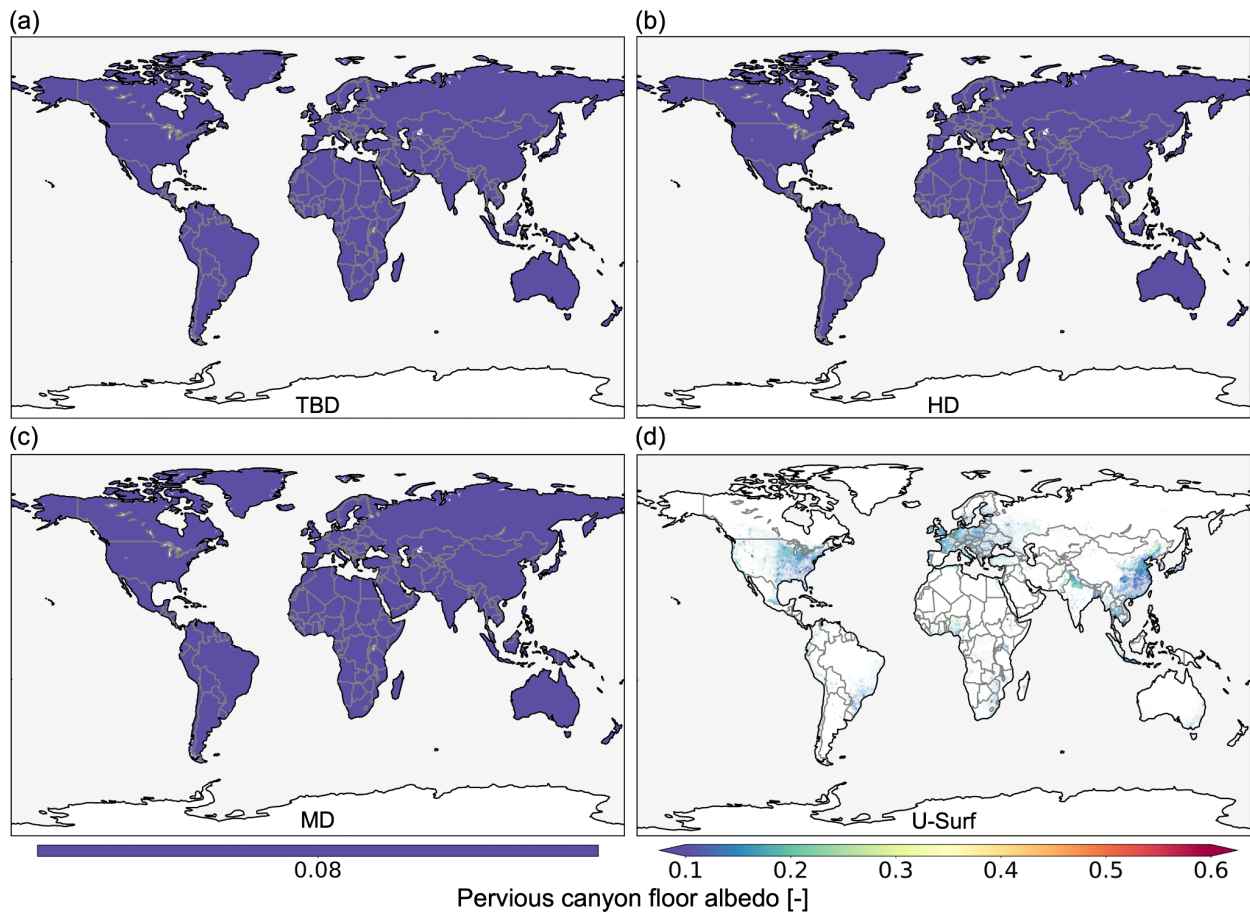 (a)
(b)
TBD
HD
(c)
(d)
MD
U-Surf
0.08
0.1 0.2 0.3 0.4 0.5 0.6
Pervious canyon floor albedo [-]